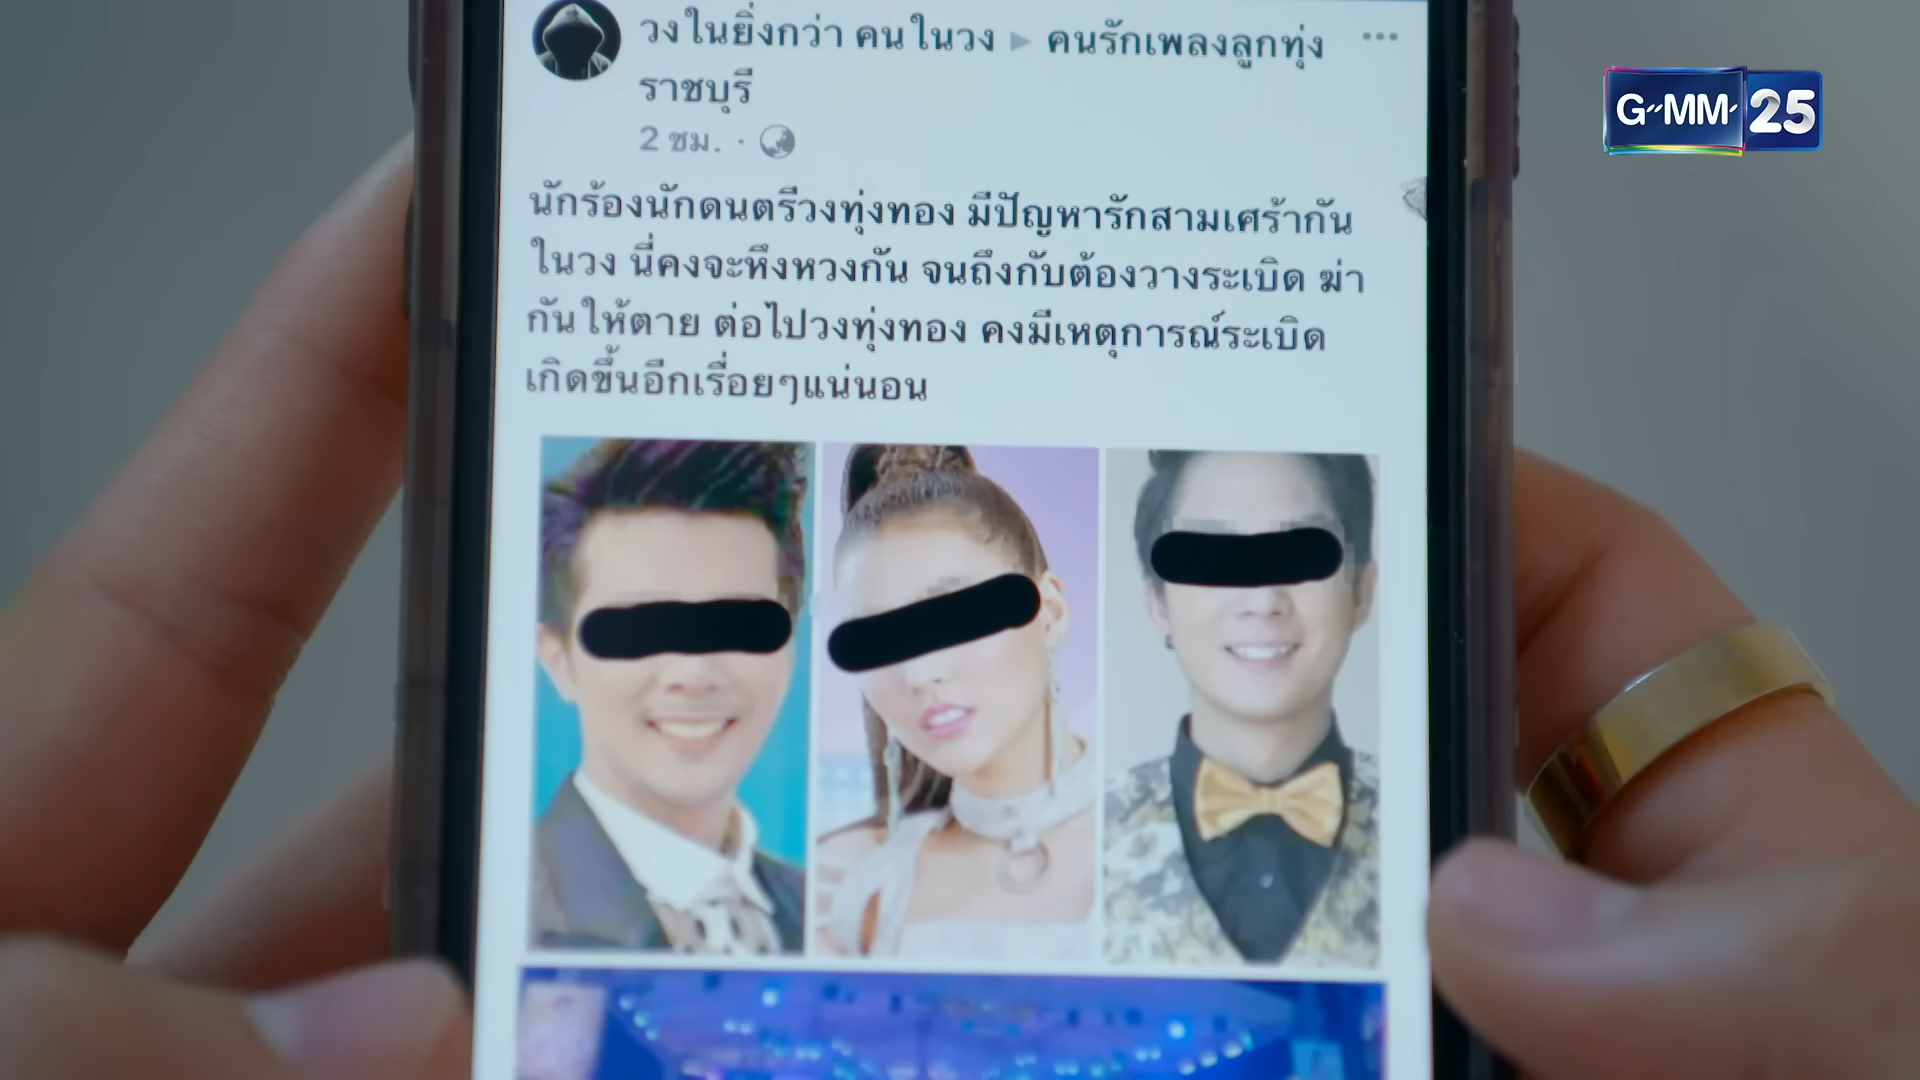 วงในยิ่งกว่า คนในวง ▶ คนรักเพลงลูกทุ่ง
ราชบุรี
2 ชม. ·
G-MM 25
นักร้องนักดนตรีวงทุ่งทอง มีปัญหารักสามเศร้ากัน
ในวง นี่คงจะหึงหวงกัน จนถึงกับต้องวางระเบิด ฆ่า
กันให้ตาย ต่อไปวงทุ่งทอง คงมีเหตุการณ์ระเบิด
เกิดขึ้นอีกเรื่อยๆแน่นอน